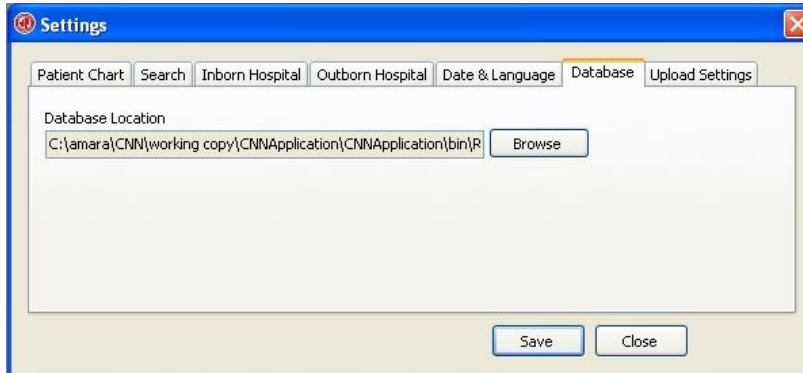 Settings
Patient Chart Search Inborn Hospital Outborn Hospital Date & Language Database Upload Settings
Database Location
C:\amara\CNN\working copy\CNNApplication\CNNApplication\bin\R Browse
Save Close